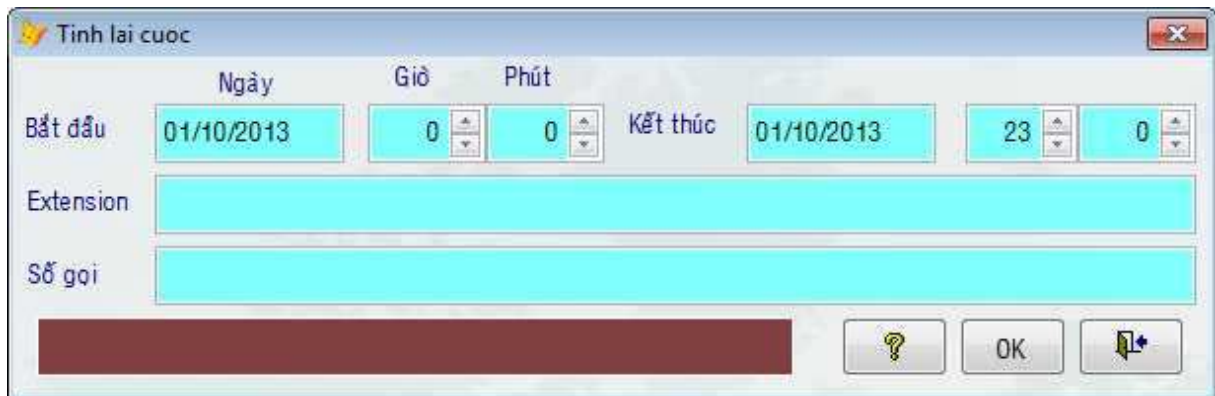 Tinh lai cuoc
Ngày Giờ Phút
Bắt đầu 01/10/2013 0 0 Kết thúc 01/10/2013 23 0
Extension
Số gọi
? OK